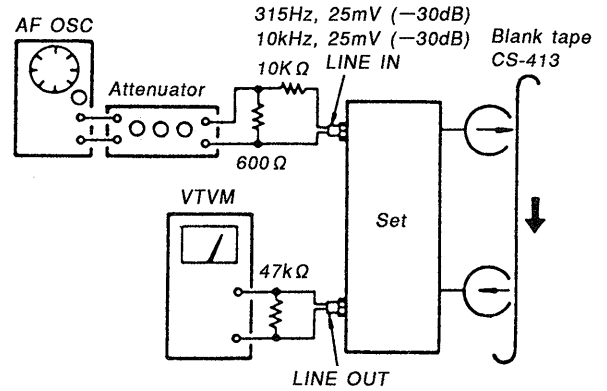 315Hz, 25mV (−30dB)
10kHz, 25mV (−30dB)
AF OSC
Blank tape
CS-413
LINE IN
10KΩ
Attenuator
600Ω
VTVM
Set
47kΩ
LINE OUT